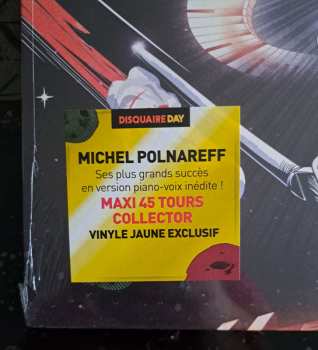 DISQUAIRE DAY
MICHEL POLNAREFF
Ses plus grands succès
en version piano-voix inédite !
MAXI 45 TOURS
COLLECTOR
VINYLE JAUNE EXCLUSIF